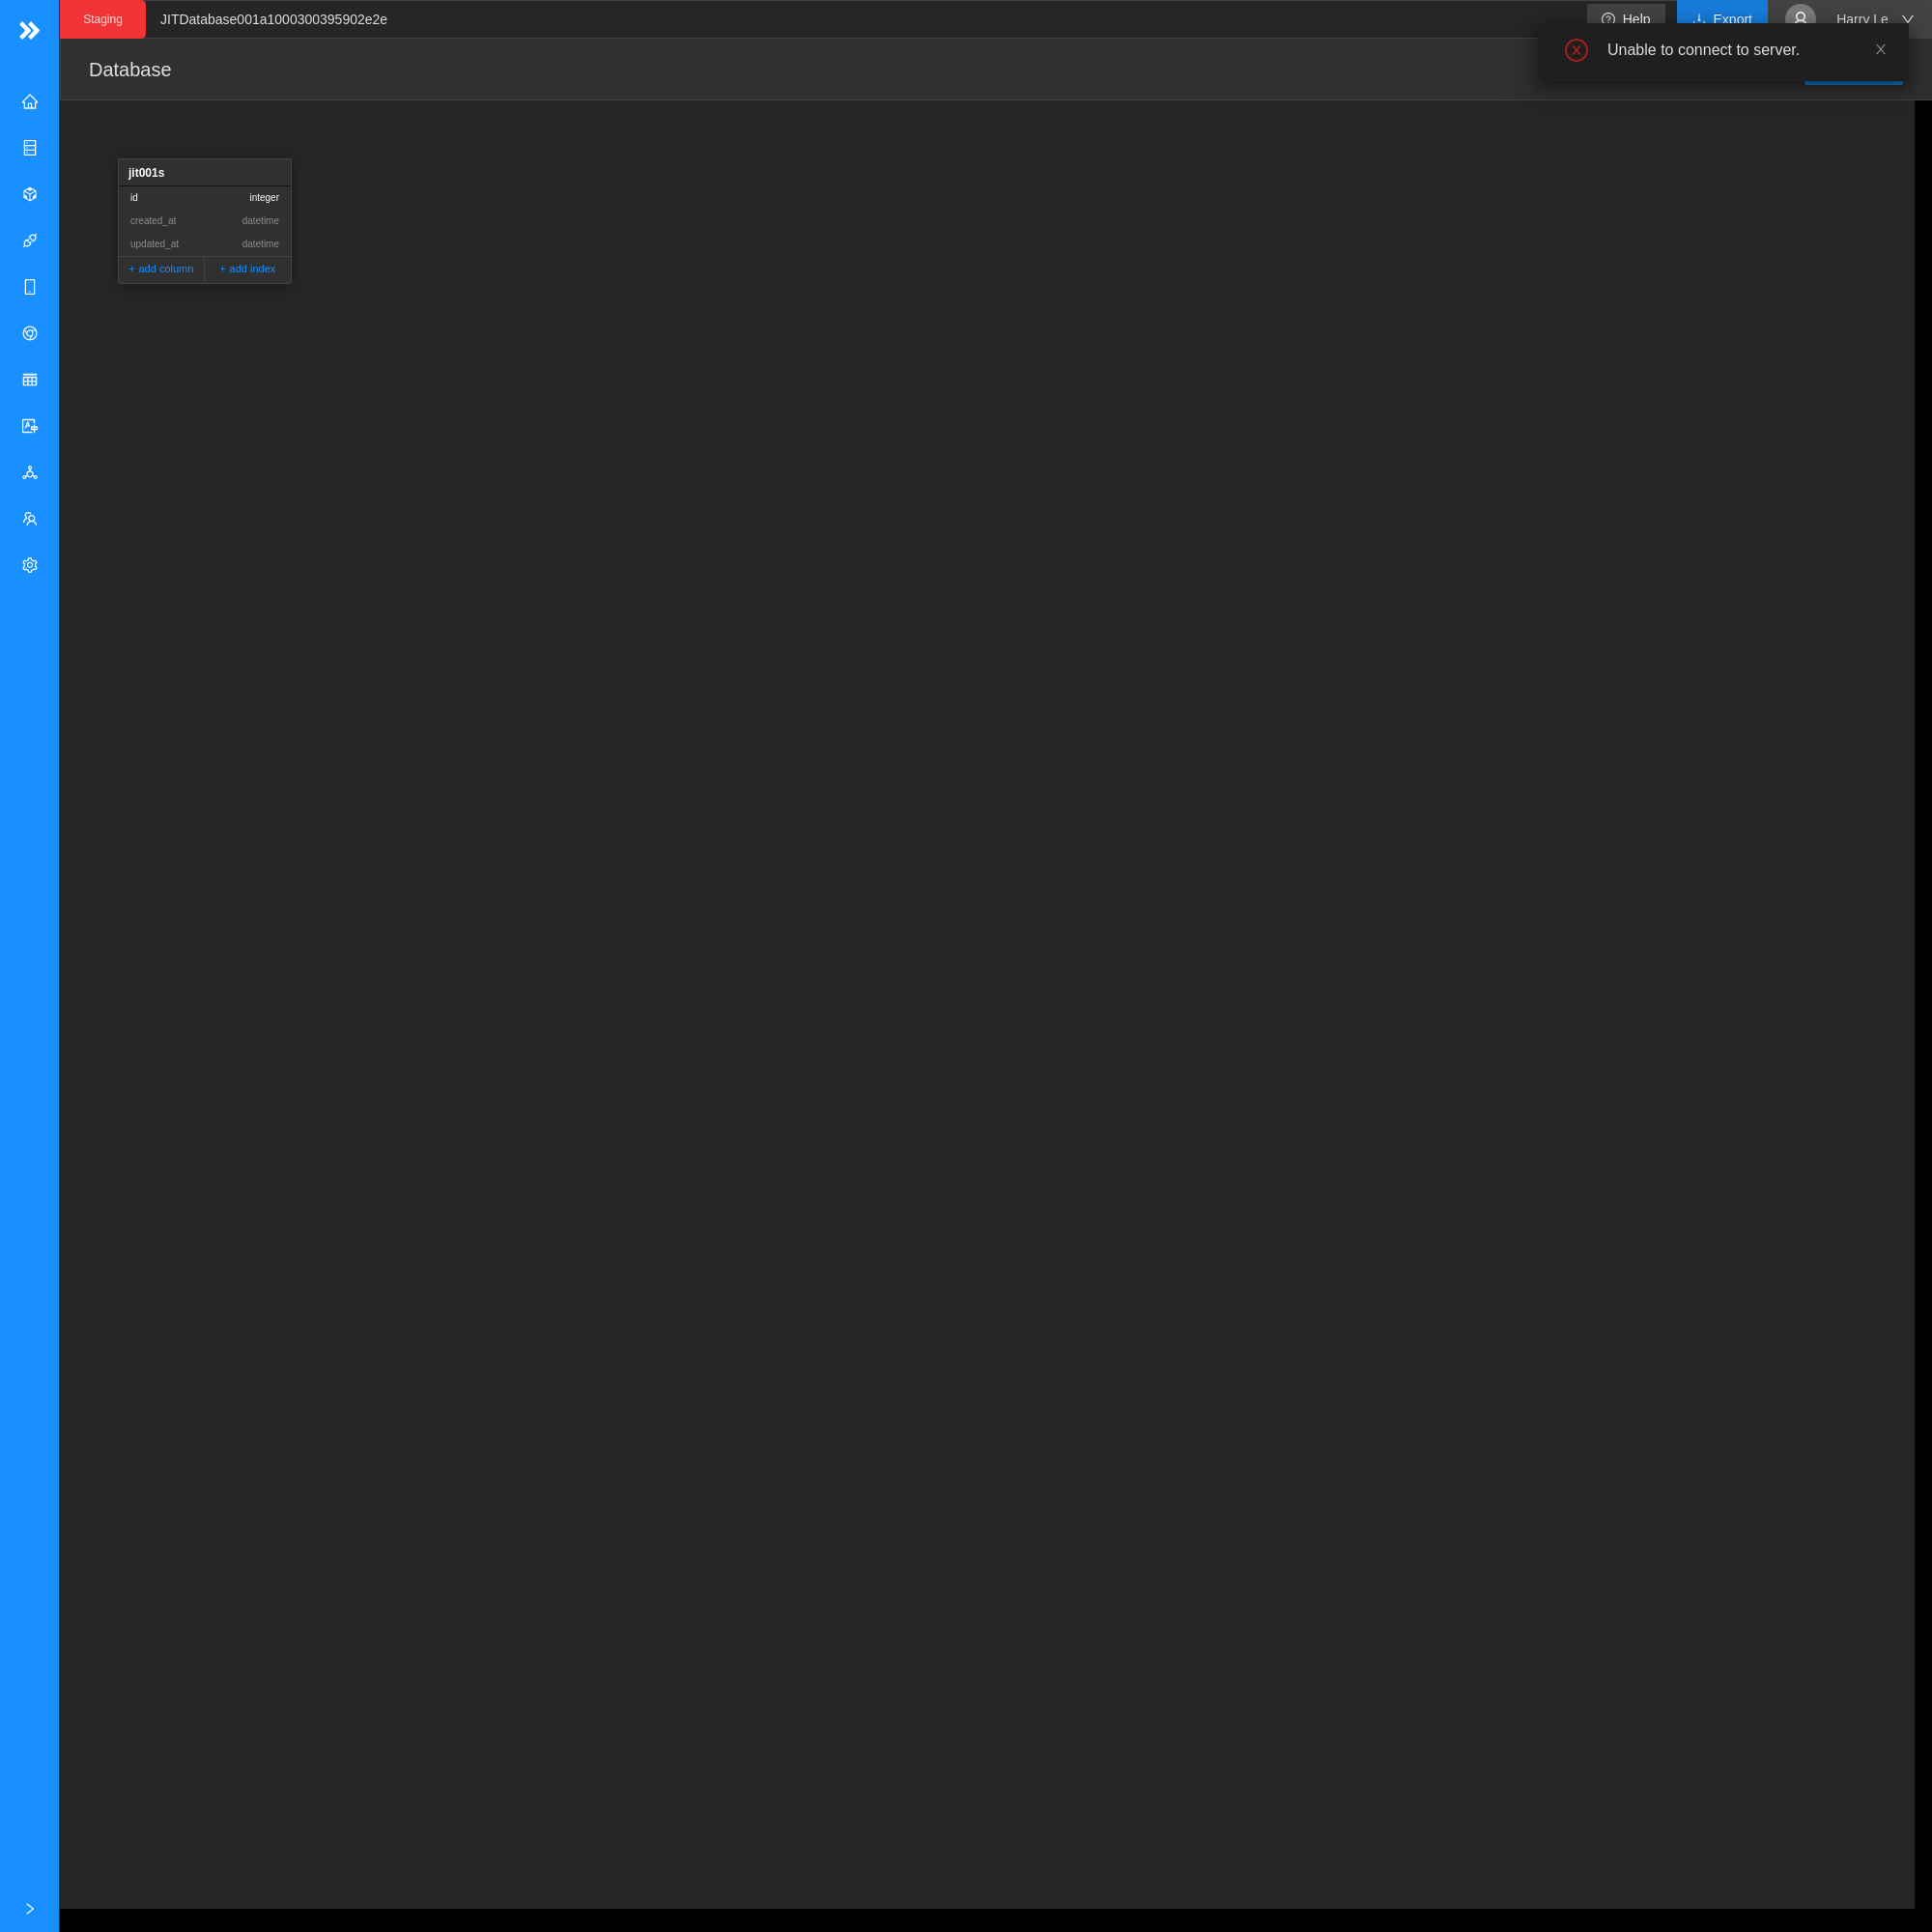 Staging
JITDatabase001a1000300395902e2e
Help
Export
Harry Le
Unable to connect to server.
Database
jit001s
id integer
created_at datetime
updated_at datetime
+ add column + add index